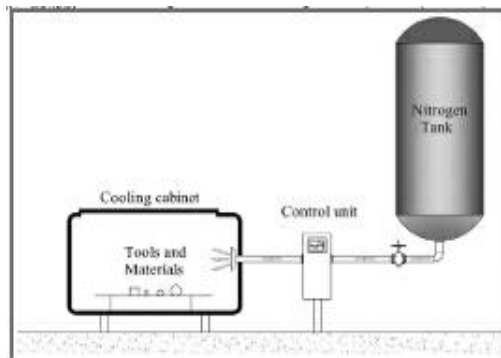 Nitrogen
Tank
Cooling cabinet
Control unit
Tools and
Materials